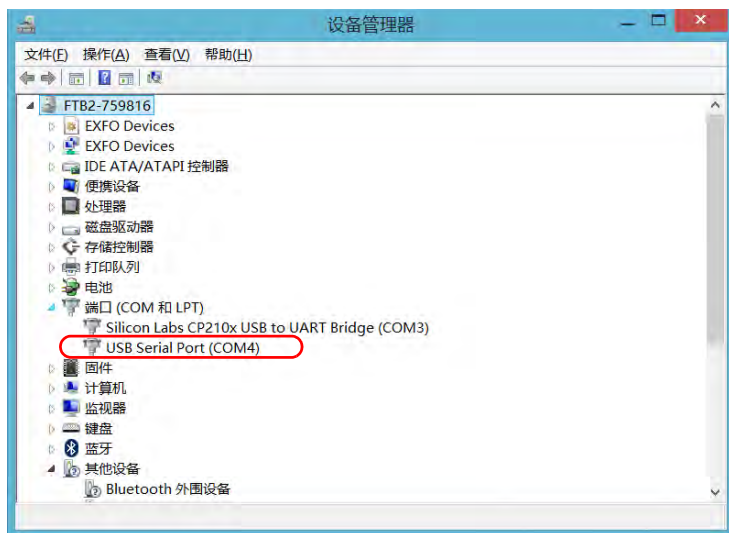 设备管理器
文件(F) 操作(A) 查看(V) 帮助(H)
FTB2-759816
EXFO Devices
EXFO Devices
IDE ATA/ATAPI 控制器
便携设备
处理器
磁盘驱动器
存储控制器
打印队列
电池
端口 (COM 和 LPT)
Silicon Labs CP210x USB to UART Bridge (COM3)
USB Serial Port (COM4)
固件
计算机
监视器
键盘
蓝牙
其他设备
Bluetooth 外围设备